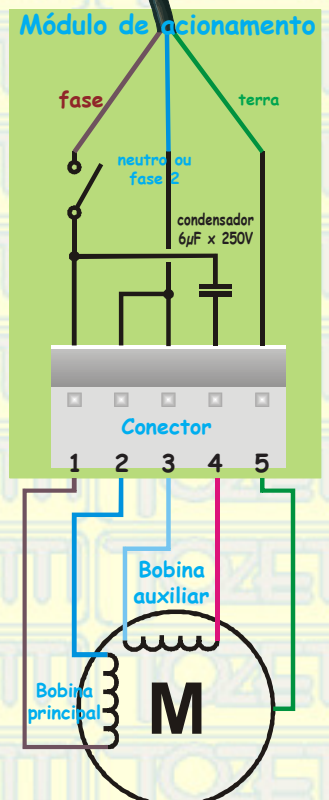 Módulo de acionamento
fase
terra
neutro ou
fase 2
condensador
6µF x 250V
Conector
1 2 3 4 5
Bobina
auxiliar
Bobina
principal
M